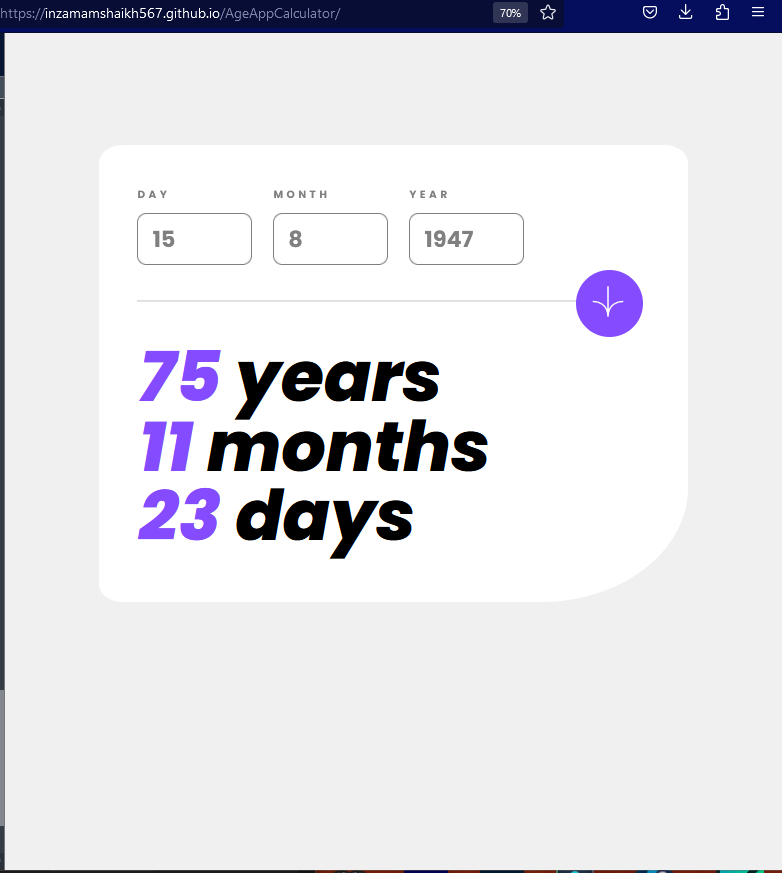 https://inzamamshaikh567.github.io/AgeAppCalculator/ 70%
DAY MONTH YEAR
15 8 1947
75 years
11 months
23 days